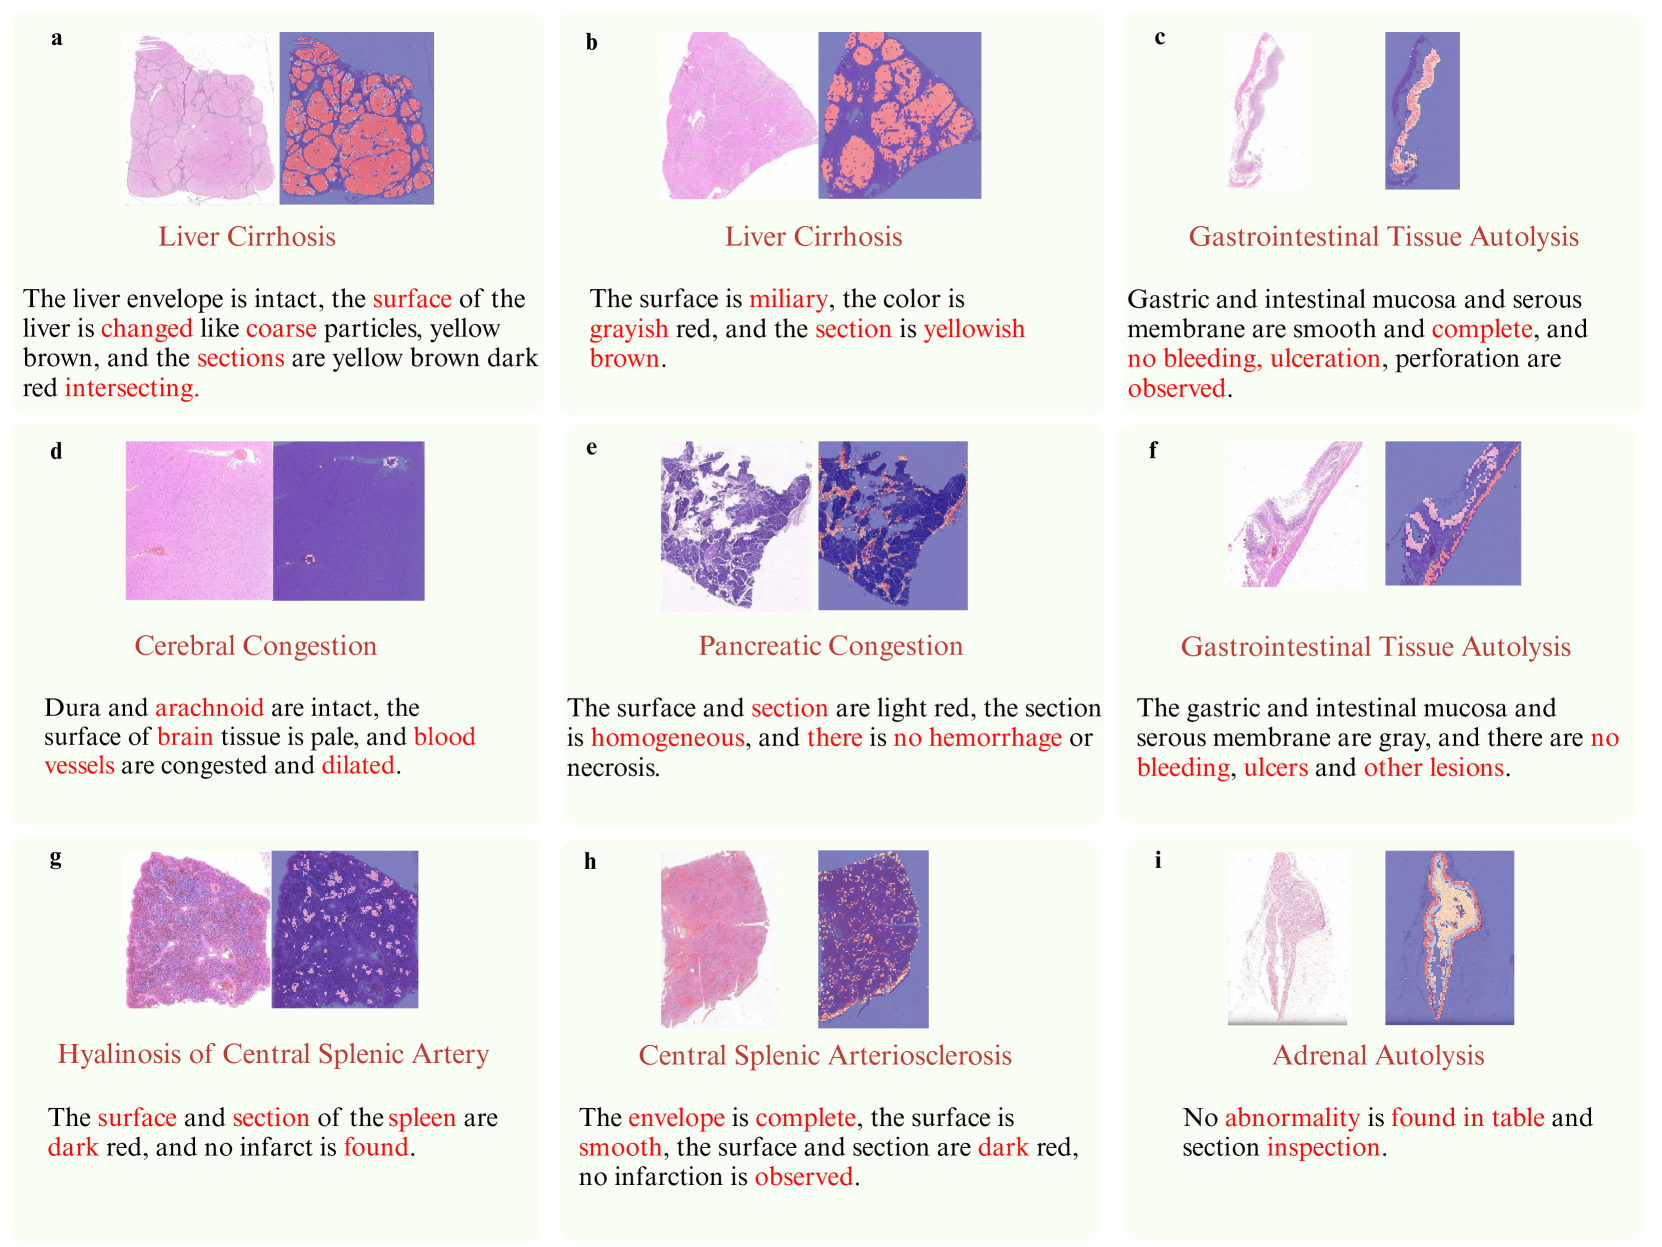 a
Liver Cirrhosis
The liver envelope is intact, the surface of the
liver is changed like coarse particles, yellow
brown, and the sections are yellow brown dark
red intersecting.
b
Liver Cirrhosis
The surface is miliary, the color is
grayish red, and the section is yellowish
brown.
c
Gastrointestinal Tissue Autolysis
Gastric and intestinal mucosa and serous
membrane are smooth and complete, and
no bleeding, ulceration, perforation are
observed.
d
Cerebral Congestion
Dura and arachnoid are intact, the
surface of brain tissue is pale, and blood
vessels are congested and dilated.
e
Pancreatic Congestion
The surface and section are light red, the section
is homogeneous, and there is no hemorrhage or
necrosis.
f
Gastrointestinal Tissue Autolysis
The gastric and intestinal mucosa and
serous membrane are gray, and there are no
bleeding, ulcers and other lesions.
g
Hyalinosis of Central Splenic Artery
The surface and section of the spleen are
dark red, and no infarct is found.
h
Central Splenic Arteriosclerosis
The envelope is complete, the surface is
smooth, the surface and section are dark red,
no infarction is observed.
i
Adrenal Autolysis
No abnormality is found in table and
section inspection.